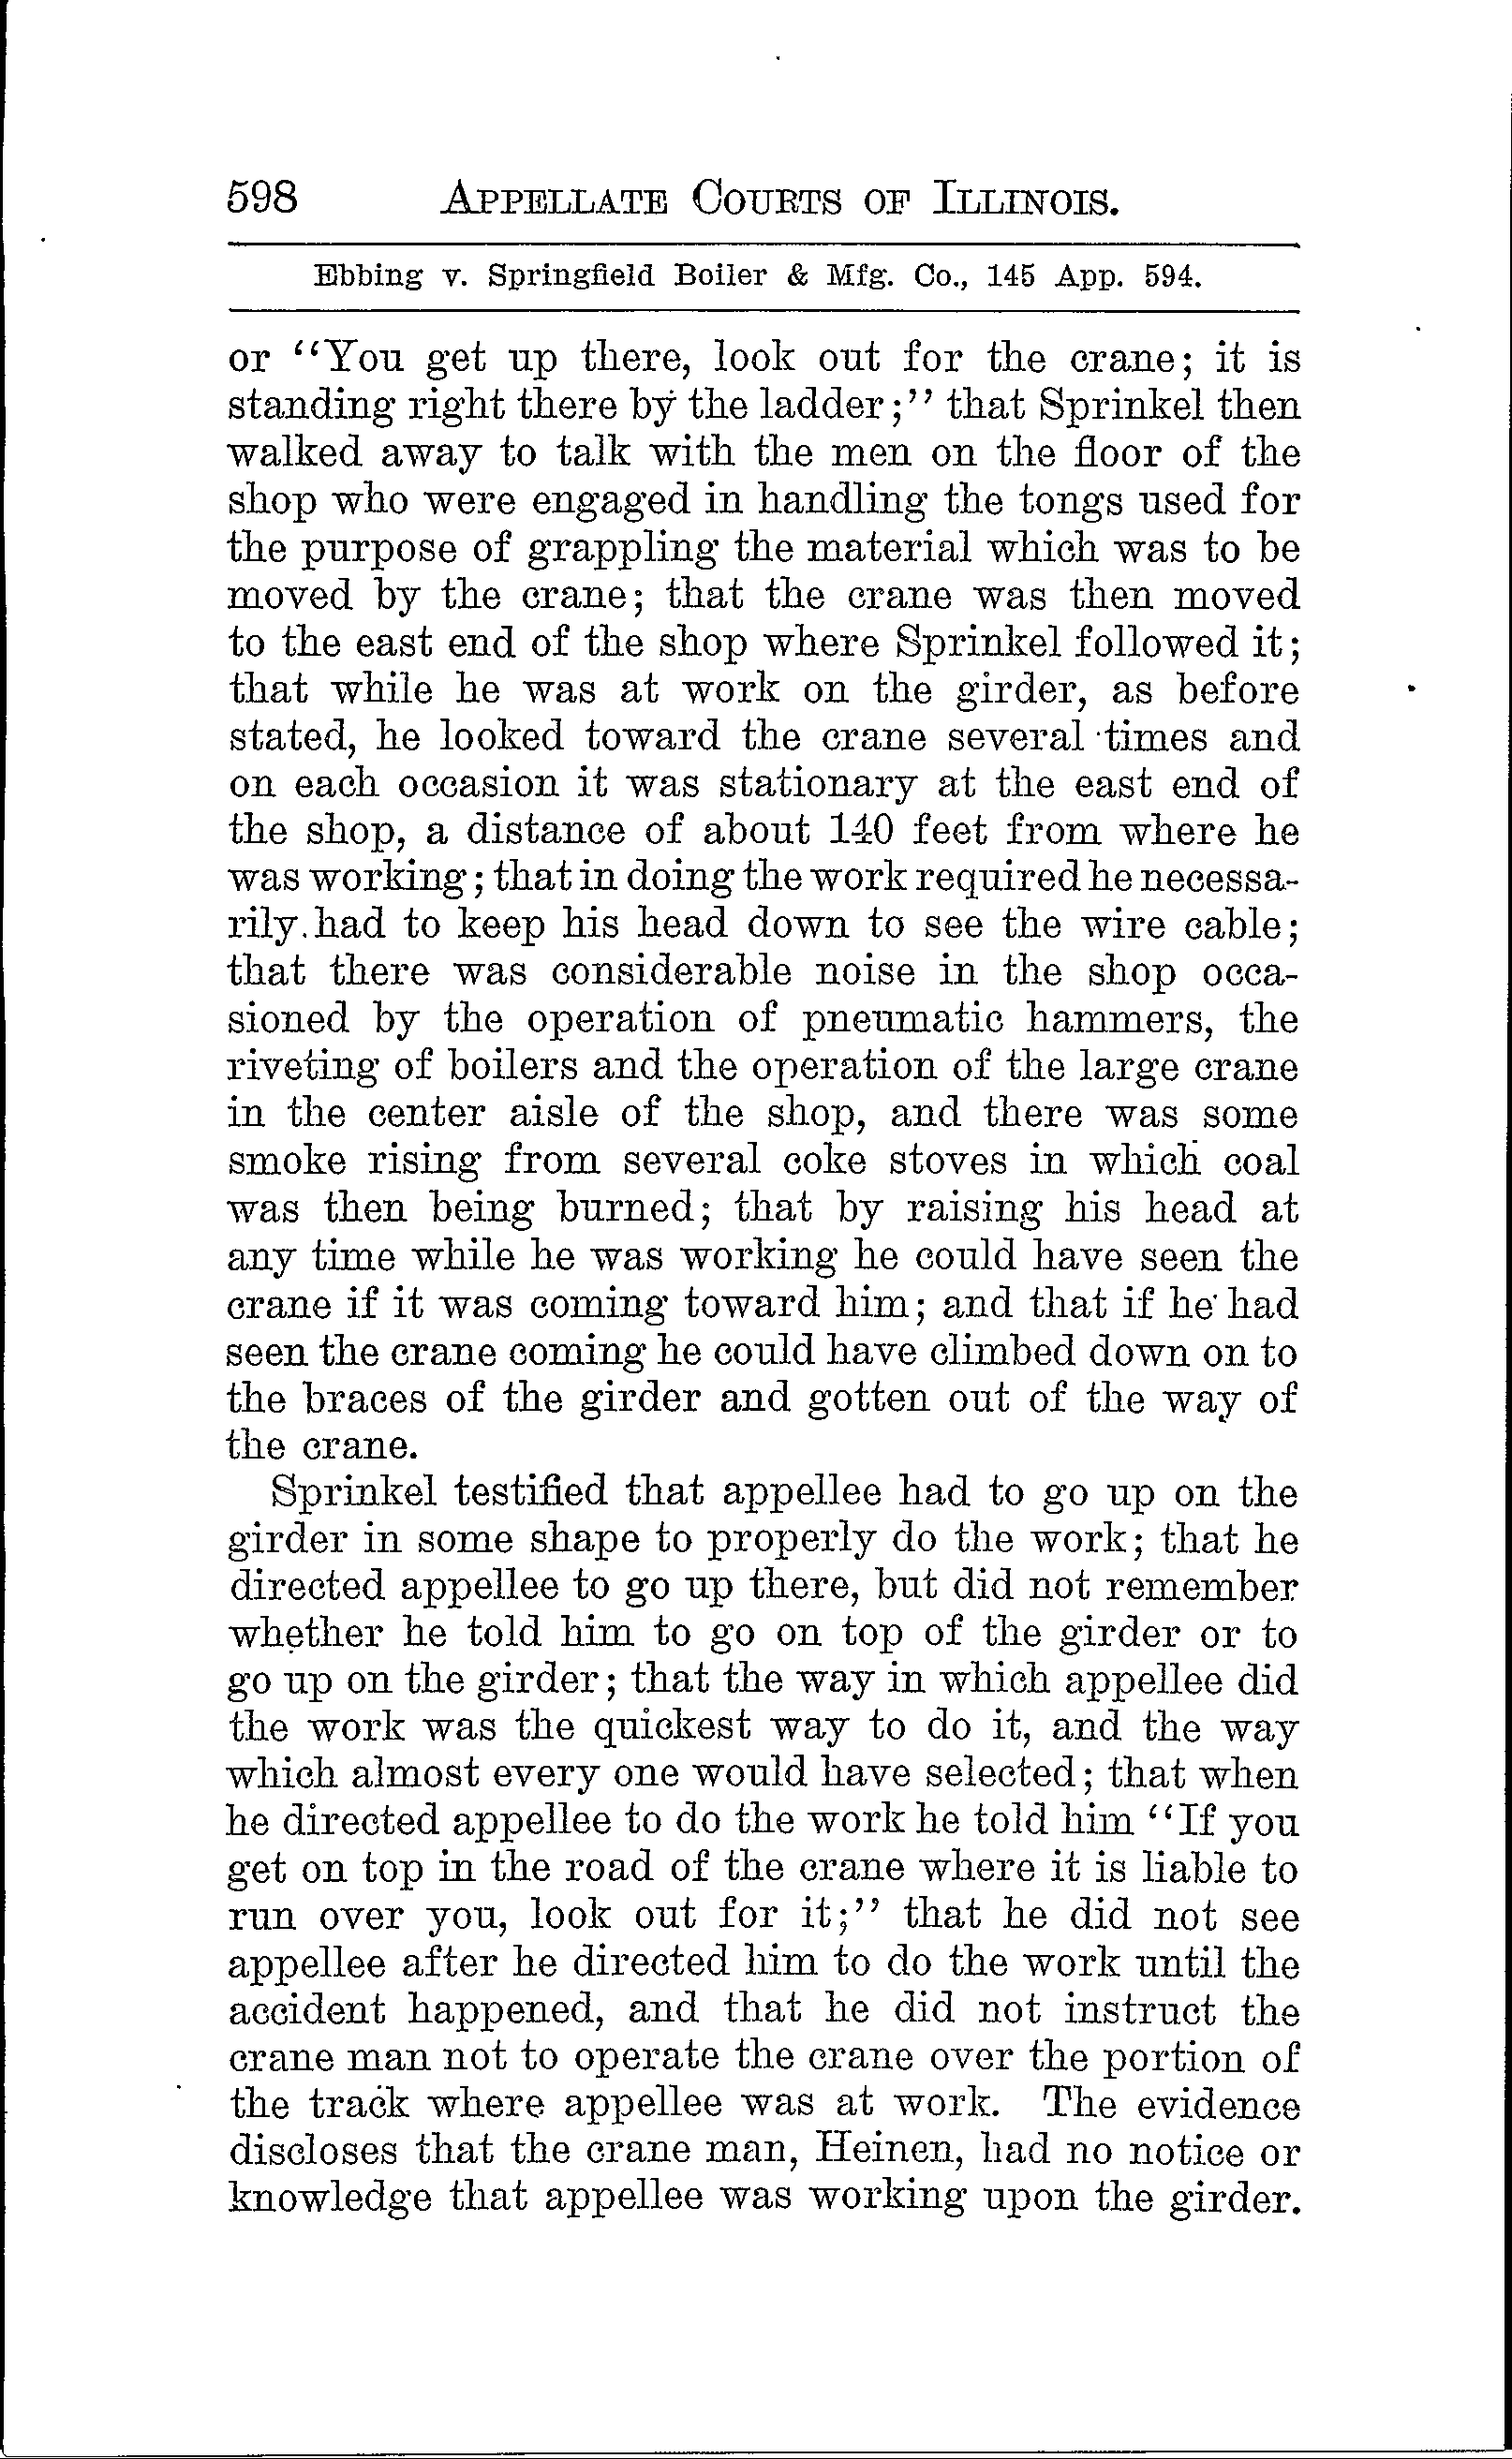 598 APPELLATE COURTS OF ILLINOIS.
Ebbing v. Springfield Boiler & Mfg. Co., 145 App. 594.
or ‘‘You get up there, look out for the crane; it is
standing right there by the ladder;’’ that Sprinkel then
walked away to talk with the men on the floor of the
shop who were engaged in handling the tongs used for
the purpose of grappling the material which was to be
moved by the crane; that the crane was then moved
to the east end of the shop where Sprinkel followed it;
that while he was at work on the girder, as before
stated, he looked toward the crane several times and
on each occasion it was stationary at the east end of
the shop, a distance of about 140 feet from where he
was working; that in doing the work required he necessa-
rily had to keep his head down to see the wire cable;
that there was considerable noise in the shop occa-
sioned by the operation of pneumatic hammers, the
riveting of boilers and the operation of the large crane
in the center aisle of the shop, and there was some
smoke rising from several coke stoves in which coal
was then being burned; that by raising his head at
any time while he was working he could have seen the
crane if it was coming toward him; and that if he had
seen the crane coming he could have climbed down on to
the braces of the girder and gotten out of the way of
the crane.
Sprinkel testified that appellee had to go up on the
girder in some shape to properly do the work; that he
directed appellee to go up there, but did not remember
whether he told him to go on top of the girder or to
go up on the girder; that the way in which appellee did
the work was the quickest way to do it, and the way
which almost every one would have selected; that when
he directed appellee to do the work he told him ‘‘If you
get on top in the road of the crane where it is liable to
run over you, look out for it;’’ that he did not see
appellee after he directed him to do the work until the
accident happened, and that he did not instruct the
crane man not to operate the crane over the portion of
the track where appellee was at work. The evidence
discloses that the crane man, Heinen, had no notice or
knowledge that appellee was working upon the girder.